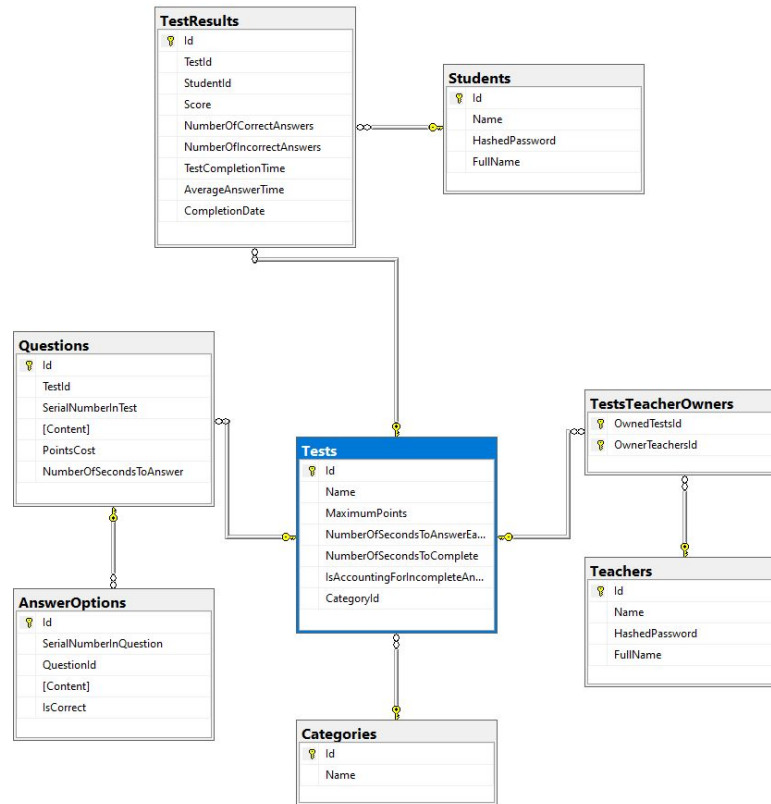 TestResults
Id
TestId
StudentId
Score
NumberOfCorrectAnswers
NumberOfIncorrectAnswers
TestCompletionTime
AverageAnswerTime
CompletionDate
Students
Id
Name
HashedPassword
FullName
Questions
Id
TestId
SerialNumberInTest
[Content]
PointsCost
NumberOfSecondsToAnswer
Tests
Id
Name
MaximumPoints
NumberOfSecondsToAnswerEa...
NumberOfSecondsToComplete
IsAccountingForIncompleteAn...
CategoryId
TestsTeacherOwners
OwnedTestsId
OwnerTeachersId
Teachers
Id
Name
HashedPassword
FullName
AnswerOptions
Id
SerialNumberInQuestion
QuestionId
[Content]
IsCorrect
Categories
Id
Name